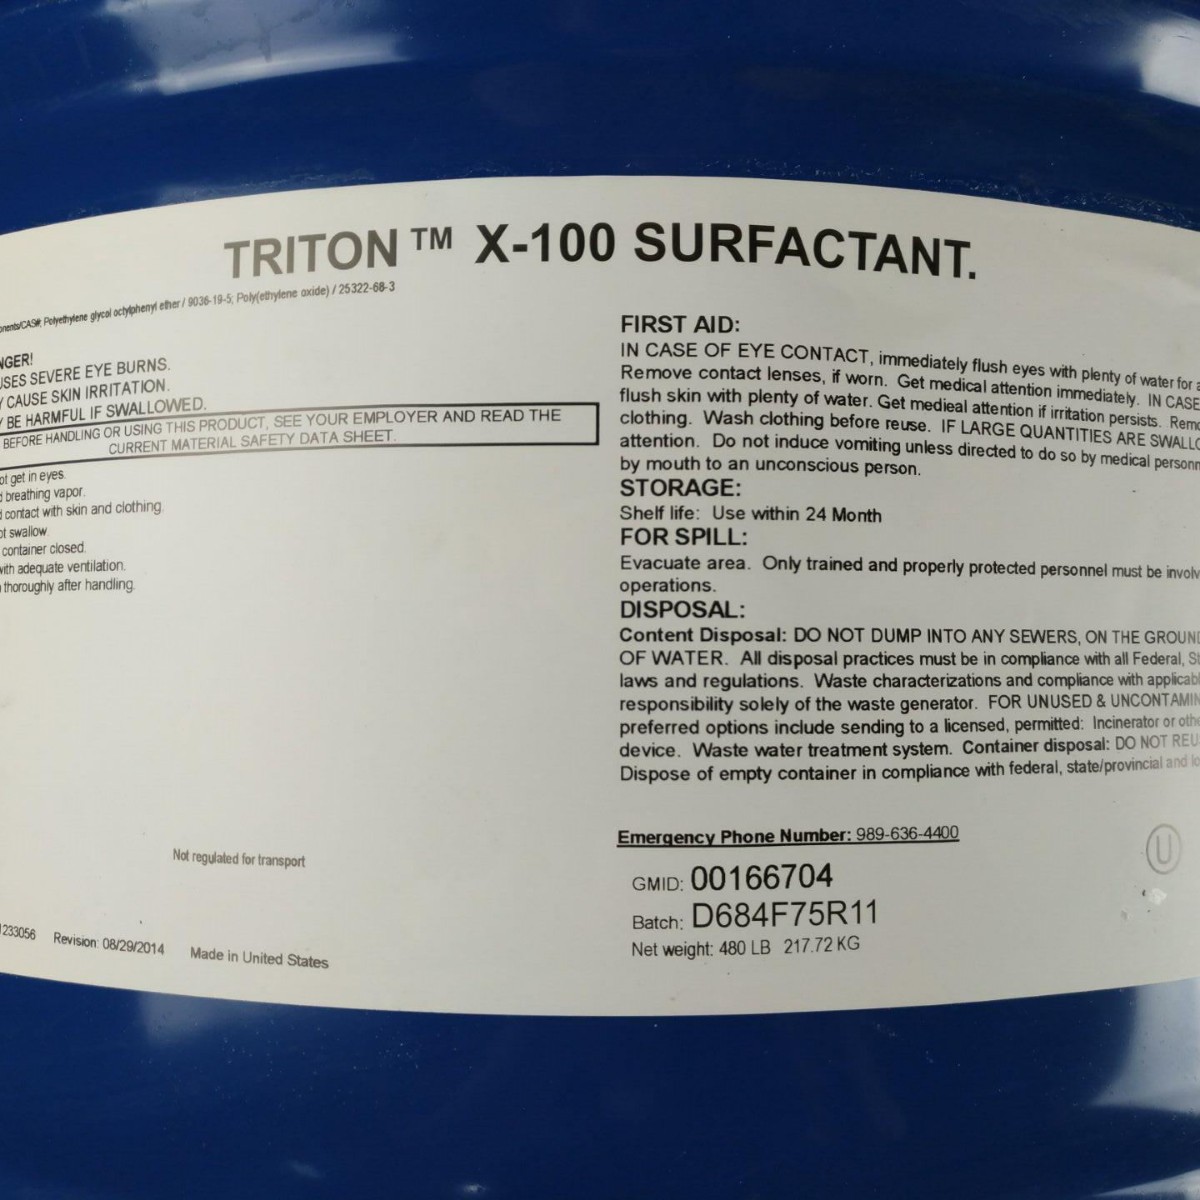 TRITON ™ X-100 SURFACTANT.
Polyethylene glycol octylphenyl ether / 9036-19-5; Poly(ethylene oxide) / 25322-68-3
SEVERE EYE BURNS.
CAUSE SKIN IRRITATION.
BE HARMFUL IF SWALLOWED.
BEFORE HANDLING OR USING THIS PRODUCT, SEE YOUR EMPLOYER AND READ THE
CURRENT MATERIAL SAFETY DATA SHEET.
get in eyes.
breathing vapor.
contact with skin and clothing.
swallow.
container closed.
with adequate ventilation.
thoroughly after handling.
Not regulated for transport
233056 Revision: 08/29/2014 Made in United States
FIRST AID:
IN CASE OF EYE CONTACT, immediately flush eyes with plenty of water for
Remove contact lenses, if worn. Get medical attention immediately. IN CASE
flush skin with plenty of water. Get medieal attention if irritation persists.
clothing. Wash clothing before reuse. IF LARGE QUANTITIES ARE
attention. Do not induce vomiting unless directed to do so by medical
by mouth to an unconscious person.
STORAGE:
Shelf life: Use within 24 Month
FOR SPILL:
Evacuate area. Only trained and properly protected personnel must be
operations.
DISPOSAL:
Content Disposal: DO NOT DUMP INTO ANY SEWERS, ON THE
OF WATER. All disposal practices must be in compliance with all Federal,
laws and regulations. Waste characterizations and compliance with
responsibility solely of the waste generator. FOR UNUSED &
preferred options include sending to a licensed, permitted: Incinerator or
device. Waste water treatment system. Container disposal: DO NOT
Dispose of empty container in compliance with federal, state/provincial and
Emergency Phone Number: 989-636-4400
U
GMID: 00166704
Batch: D684F75R11
Net weight: 480 LB 217.72 KG